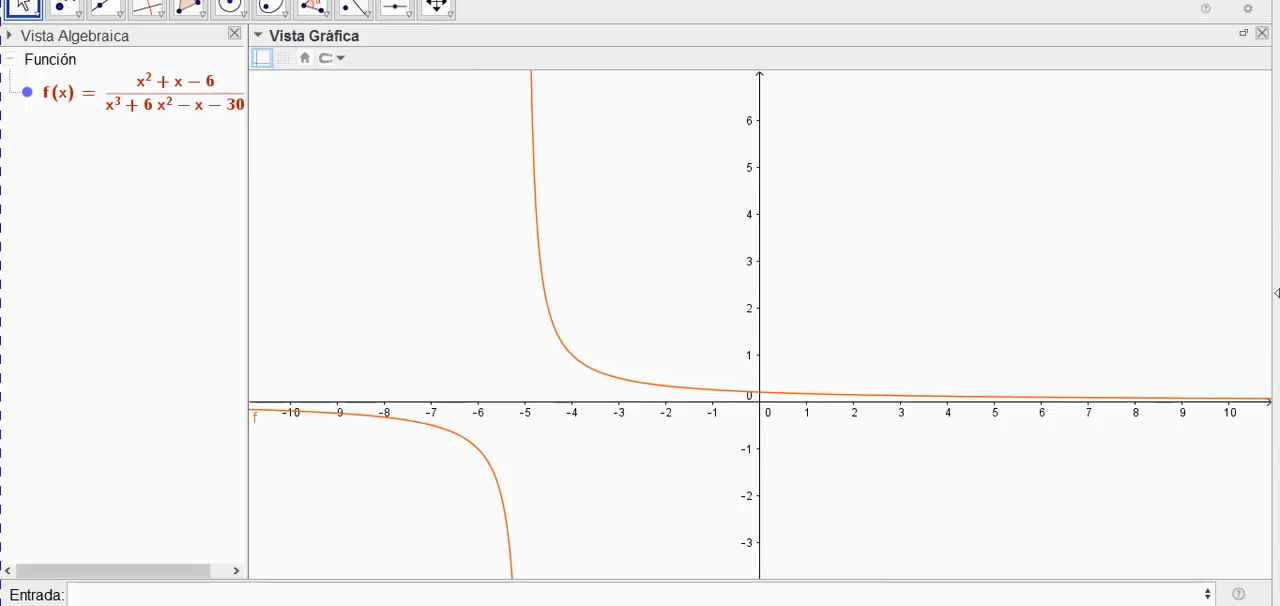 Vista Algebraica
Vista Gráfica
Función
f(x) = (x² + x − 6) / (x³ + 6 x² − x − 30
6
5
4
3
2
1
0
-10 -9 -8 -7 -6 -5 -4 -3 -2 -1 0 1 2 3 4 5 6 7 8 9 10
f
-1
-2
-3
Entrada: